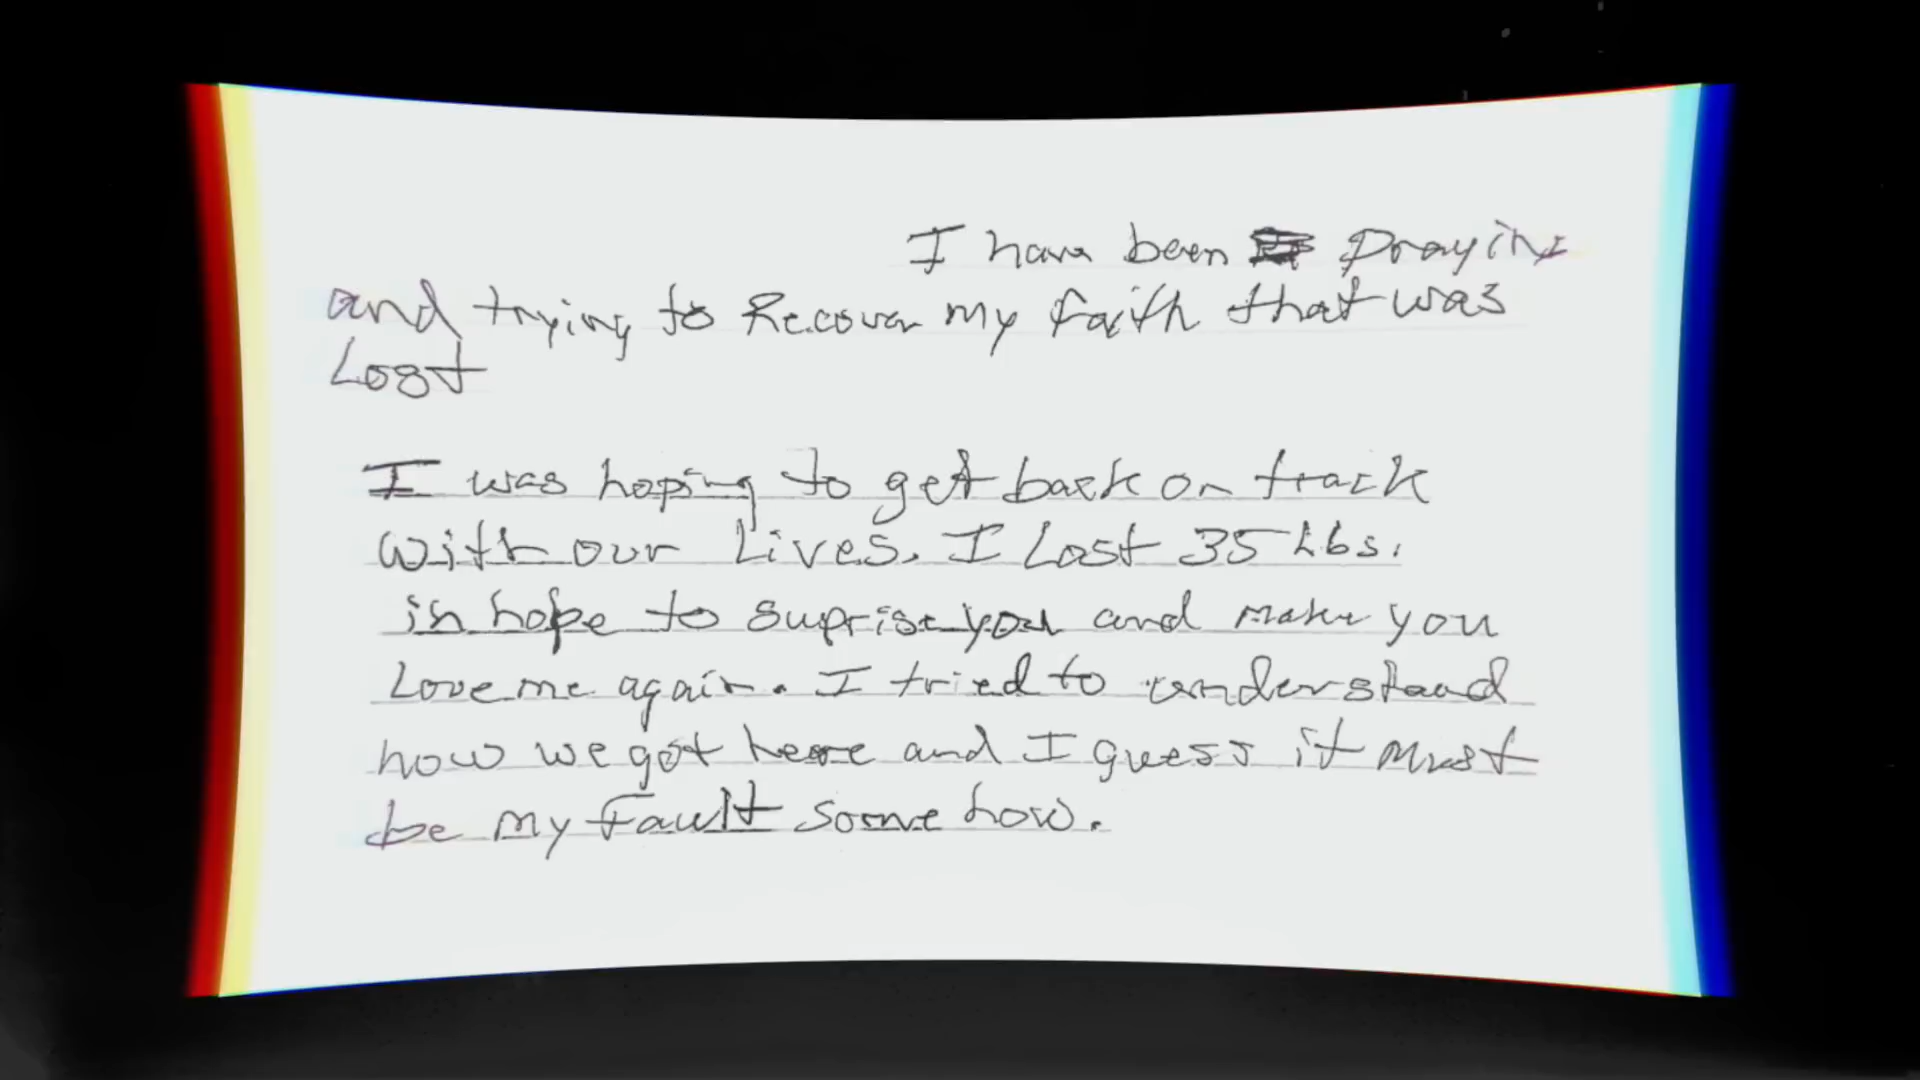 I have been praying
and trying to Recover my faith that was
Lost
I was hoping to get back on track
with our Lives. I Lost 35 Lbs.
in hope to suprise you and make you
Love me again. I tried to understand
how we got here and I guess it must
be my Fault some how.